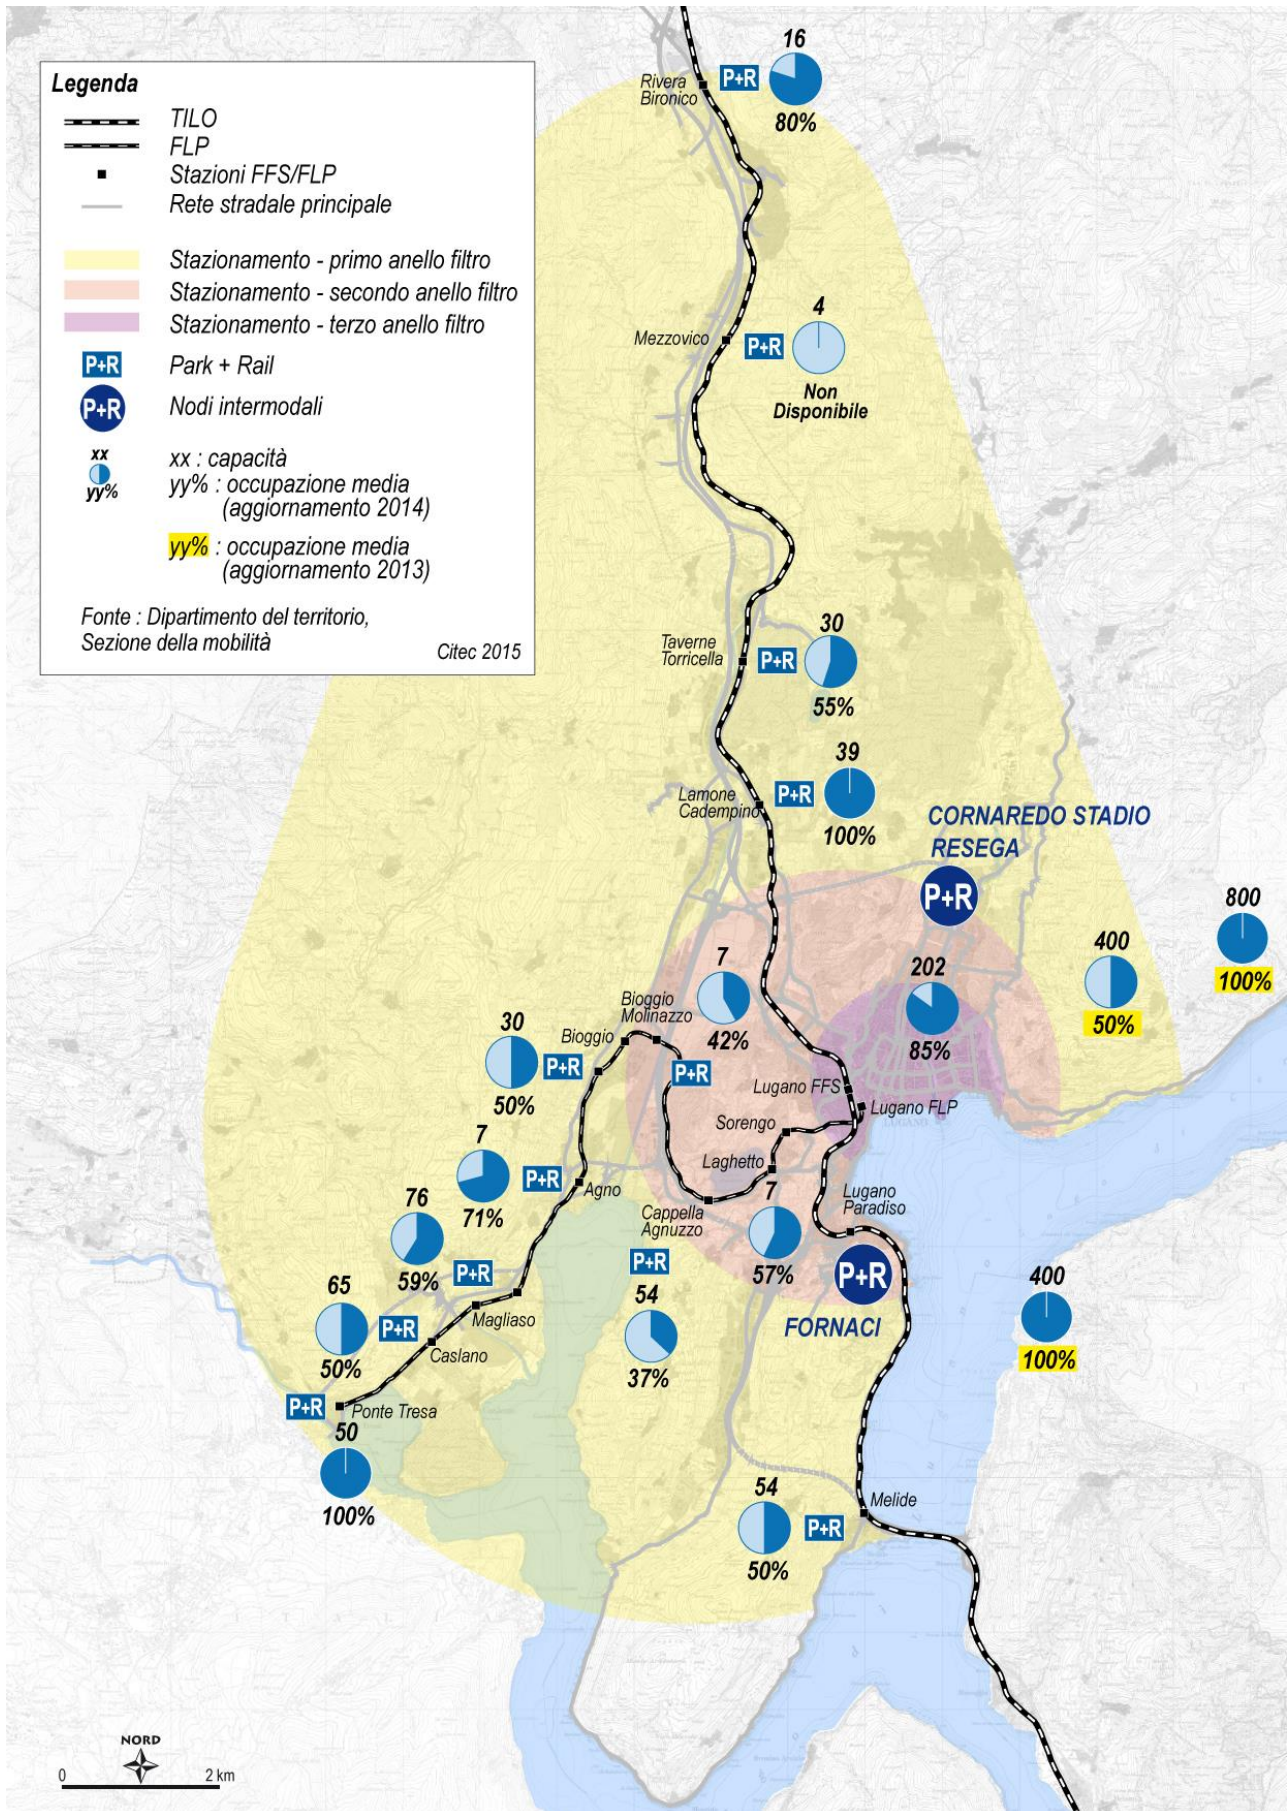 Legenda
TILO
FLP
Stazioni FFS/FLP
Rete stradale principale
Stazionamento - primo anello filtro
Stazionamento - secondo anello filtro
Stazionamento - terzo anello filtro
P+R Park + Rail
P+R Nodi intermodali
xx
yy%
xx : capacità
yy% : occupazione media
(aggiornamento 2014)
yy% : occupazione media
(aggiornamento 2013)
Fonte : Dipartimento del territorio,
Sezione della mobilità
Citec 2015
16
Rivera
Bironico
P+R
80%
4
Mezzovico
P+R
Non
Disponibile
30
Taverne
Torricella
P+R
55%
39
Lamone
Cadempino
P+R
100%
CORNAREDO STADIO
RESEGA
P+R
800
100%
400
50%
202
85%
7
42%
Bioggio
Molinazzo
P+R
Bioggio
30
P+R
50%
Lugano FFS
Lugano FLP
Sorengo
Laghetto
7
P+R
71%
Agno
Cappella
Agnuzzo
P+R
54
37%
7
57%
Lugano
Paradiso
P+R
FORNACI
76
P+R
59%
Magliaso
65
P+R
50%
Caslano
400
100%
P+R
Ponte Tresa
50
100%
54
P+R
50%
Melide
NORD
0 2 km